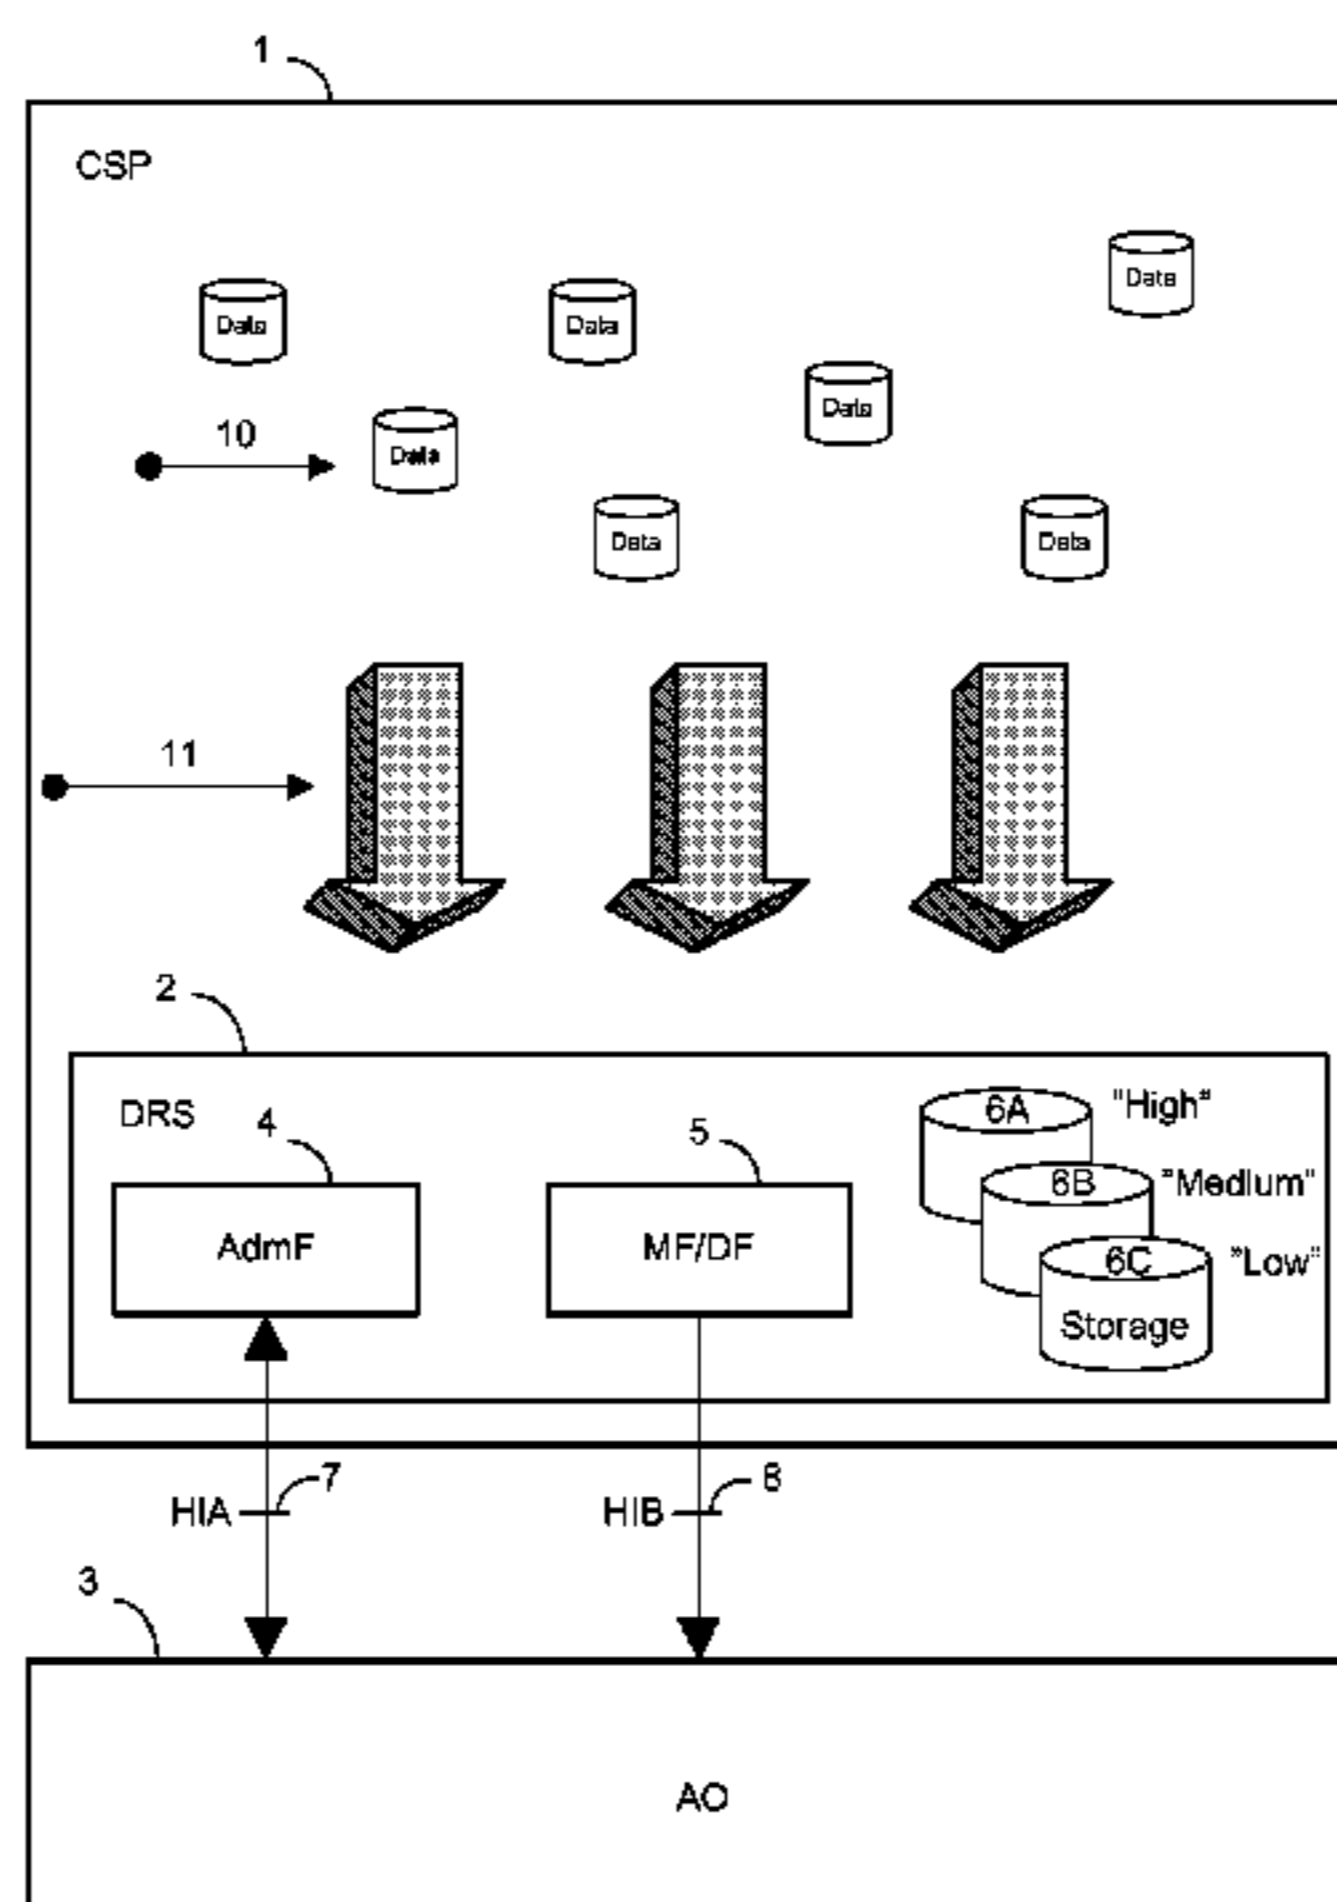 1
CSP
Data
Data
Data
Data
10
Data
Data
Data
11
2
DRS
4
5
6A
"High"
6B
"Medium"
6C
"Low"
AdmF
MF/DF
Storage
7
8
HIA
HIB
3
AO